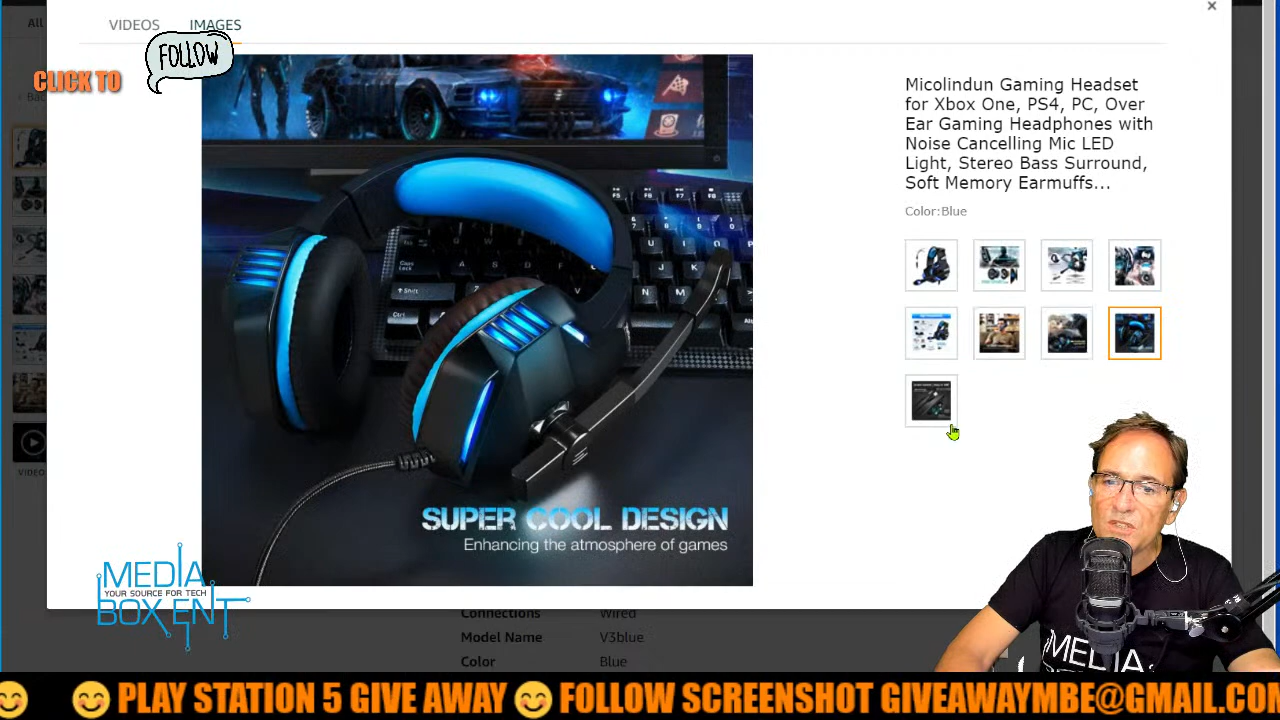 All
VIDEOS IMAGES
CLICK TO
FOLLOW
Micolindun Gaming Headset
for Xbox One, PS4, PC, Over
Ear Gaming Headphones with
Noise Cancelling Mic LED
Light, Stereo Bass Surround,
Soft Memory Earmuffs...
Color:Blue
SUPER COOL DESIGN
Enhancing the atmosphere of games
VIDEO
MEDIA
YOUR SOURCE FOR TECH
BOX ENT
Connections Wired
Model Name V3blue
Color Blue
MEDIA
PLAY STATION 5 GIVE AWAY FOLLOW SCREENSHOT GIVEAWAYMBE@GMAIL.COM